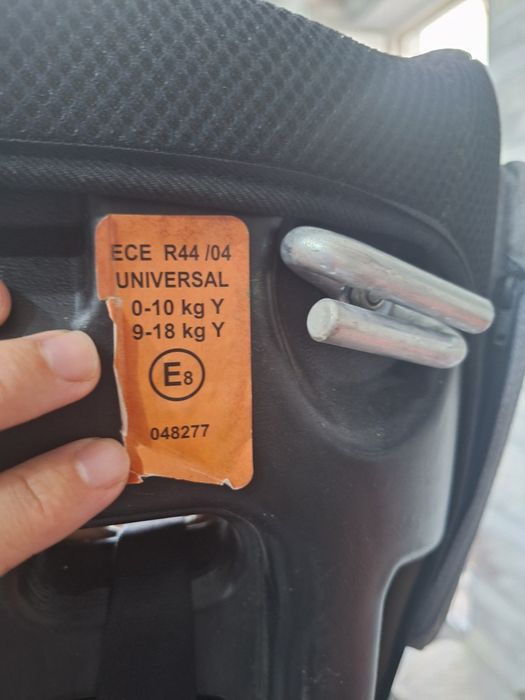 ECE R44 /04
UNIVERSAL
0-10 kg Y
9-18 kg Y
E8
048277